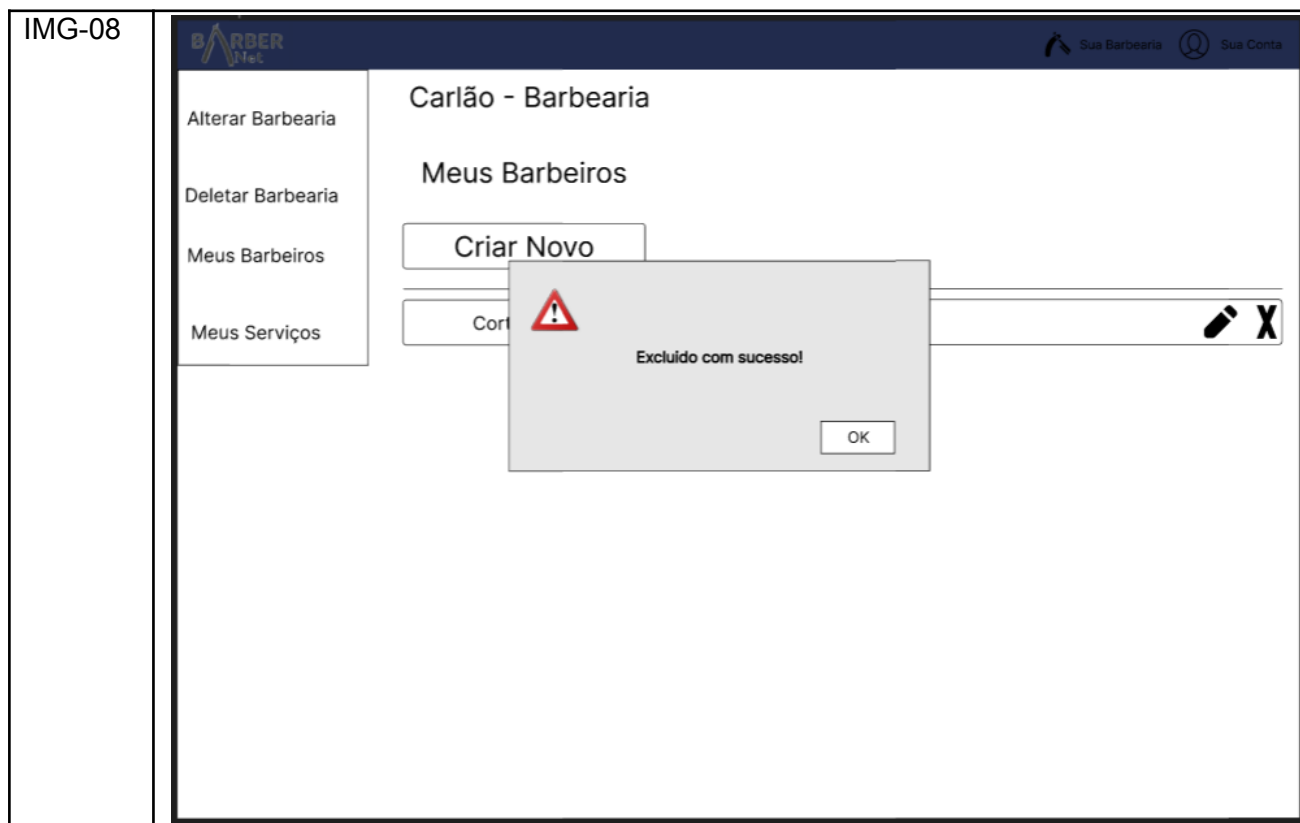 IMG-08
BARBER
Net
Sua Barbearia
Sua Conta
Alterar Barbearia
Deletar Barbearia
Meus Barbeiros
Meus Serviços
Carlão - Barbearia
Meus Barbeiros
Criar Novo
Cort
X
Excluido com sucesso!
OK